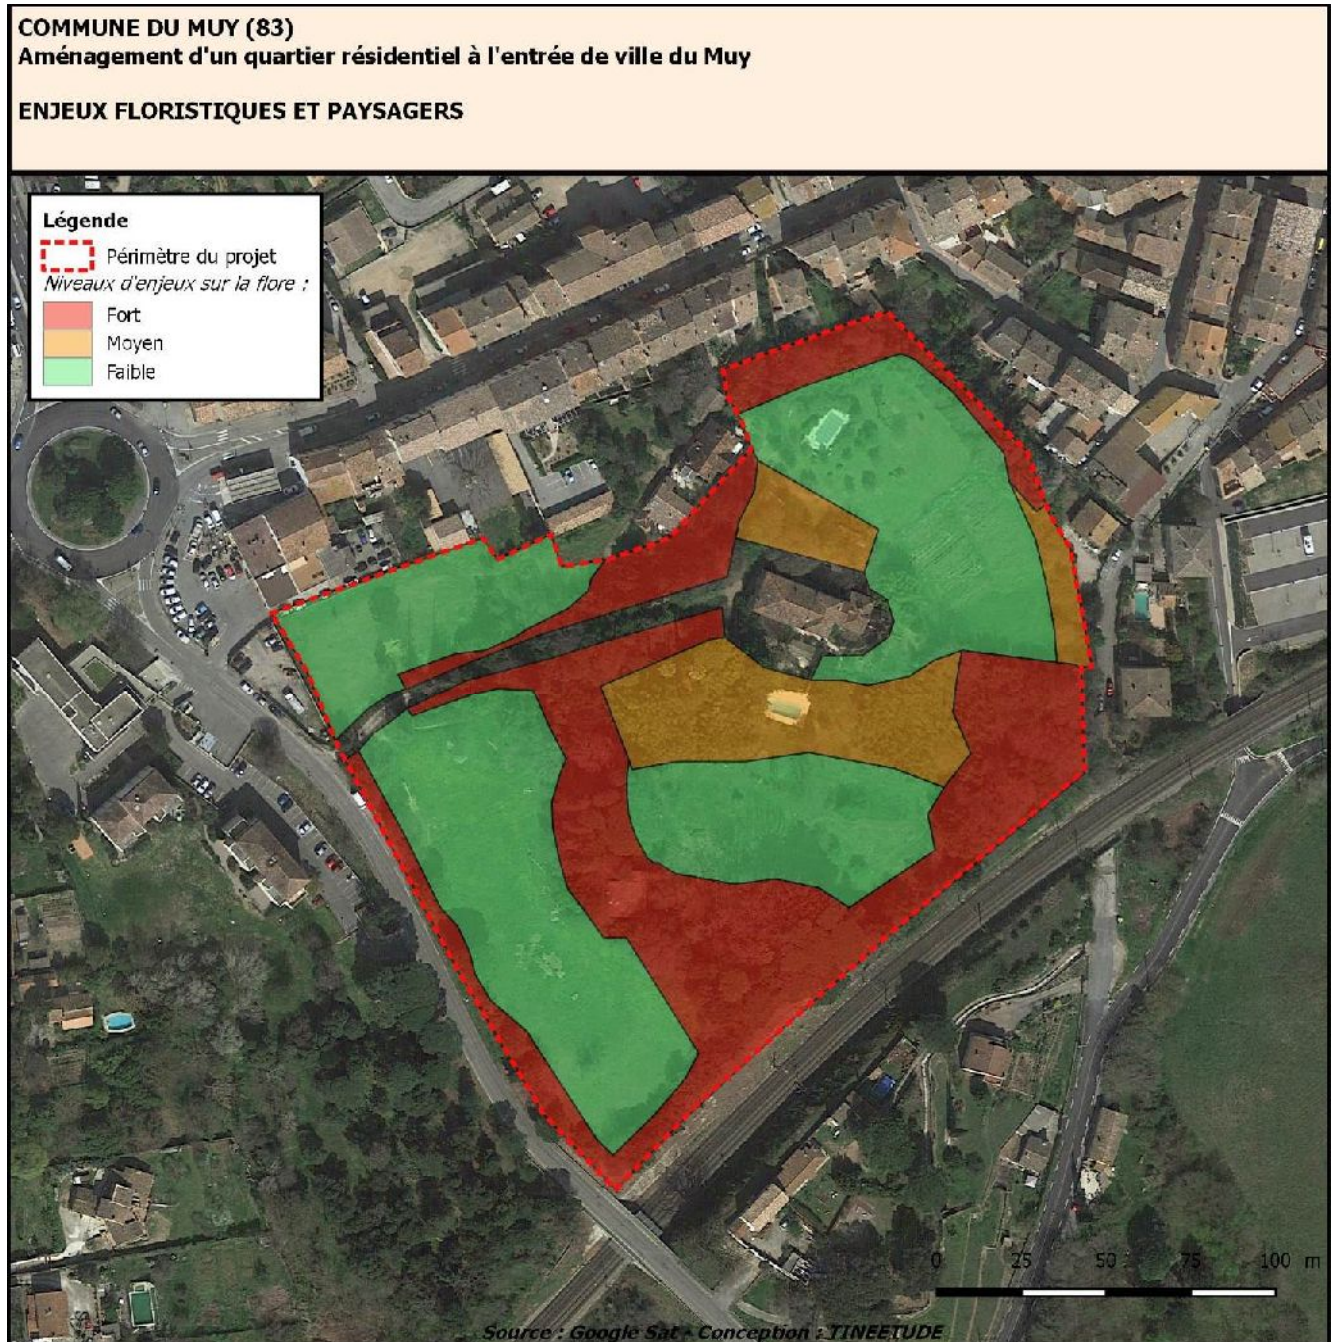 COMMUNE DU MUY (83)
Aménagement d'un quartier résidentiel à l'entrée de ville du Muy
ENJEUX FLORISTIQUES ET PAYSAGERS
Légende
Périmètre du projet
Niveaux d'enjeux sur la flore :
Fort
Moyen
Faible
0 25 50 75 100 m
Source : Google Sat - Conception : TINEETUDE